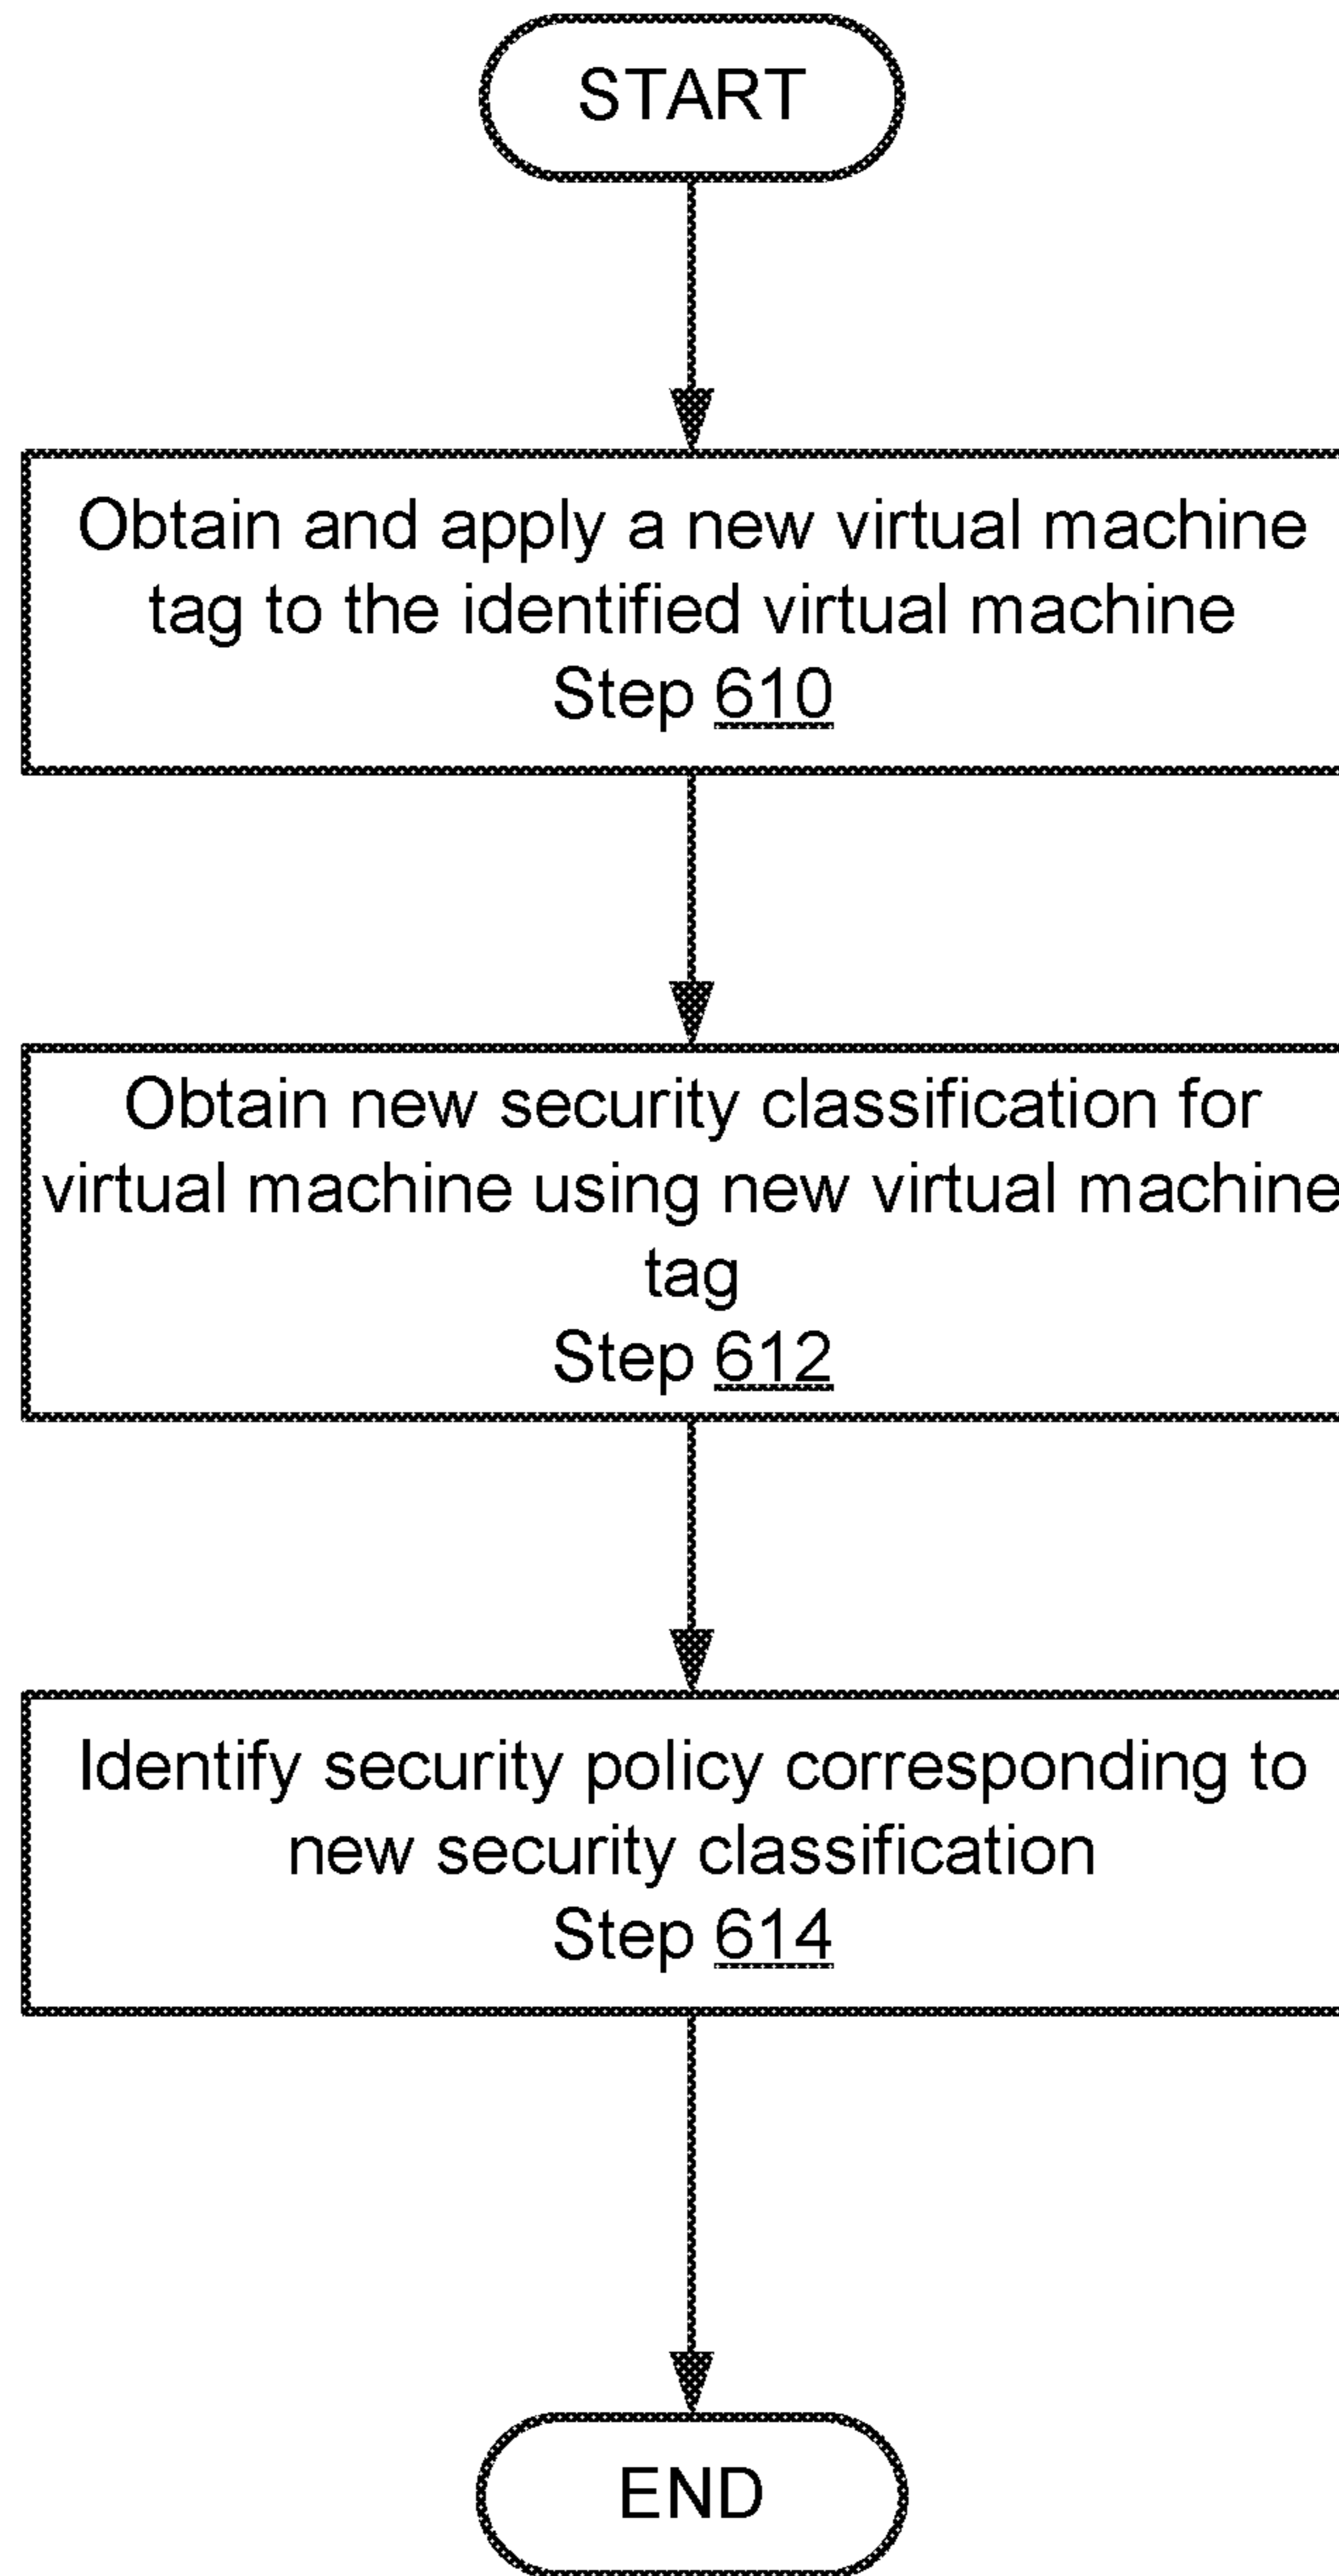 START
Obtain and apply a new virtual machine
tag to the identified virtual machine
Step 610
Obtain new security classification for
virtual machine using new virtual machine
tag
Step 612
Identify security policy corresponding to
new security classification
Step 614
END